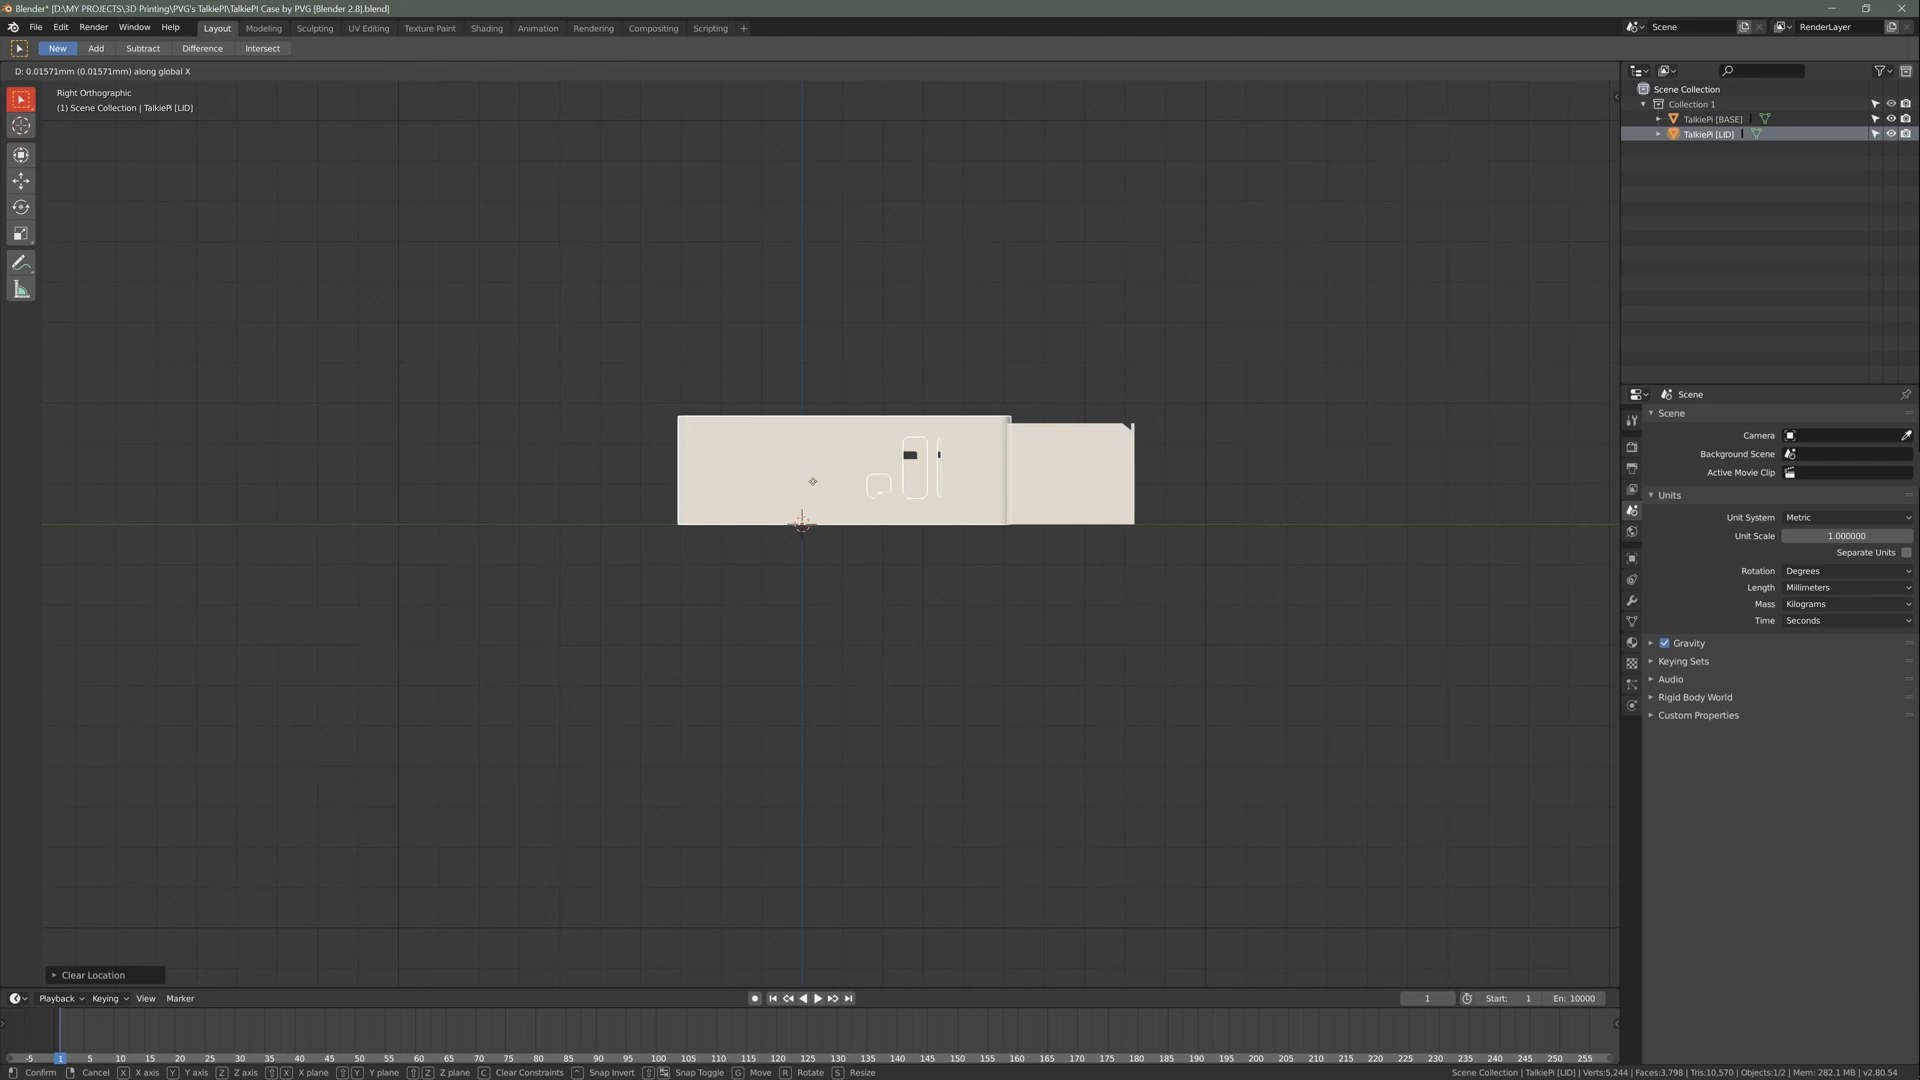 Blender* [D:\MY PROJECTS\3D Printing\PVG's TalkiePI\TalkiePI Case by PVG [Blender 2.8].blend]
File Edit Render Window Help Layout Modeling Sculpting UV Editing Texture Paint Shading Animation Rendering Compositing Scripting + Scene RenderLayer
New Add Subtract Difference Intersect
D: 0.01571mm (0.01571mm) along global X
Right Orthographic
(1) Scene Collection | TalkiePi [LID]
Scene Collection
Collection 1
TalkiePi [BASE]
TalkiePi [LID]
Scene
Scene
Camera
Background Scene
Active Movie Clip
Units
Unit System Metric
Unit Scale 1.000000
Separate Units
Rotation Degrees
Length Millimeters
Mass Kilograms
Time Seconds
Gravity
Keying Sets
Audio
Rigid Body World
Custom Properties
Clear Location
Playback Keying View Marker 1 Start: 1 En: 10000
-5 1 5 10 15 20 25 30 35 40 45 50 55 60 65 70 75 80 85 90 95 100 105 110 115 120 125 130 135 140 145 150 155 160 165 170 175 180 185 190 195 200 205 210 215 220 225 230 235 240 245 250 255
Confirm Cancel X X axis Y Y axis Z Z axis X X plane Y Y plane Z Z plane C Clear Constraints ^ Snap Invert Snap Toggle G Move R Rotate S Resize Scene Collection | TalkiePi [LID] | Verts:5,244 | Faces:3,798 | Tris:10,570 | Objects:1/2 | Mem: 282.1 MB | v2.80.54